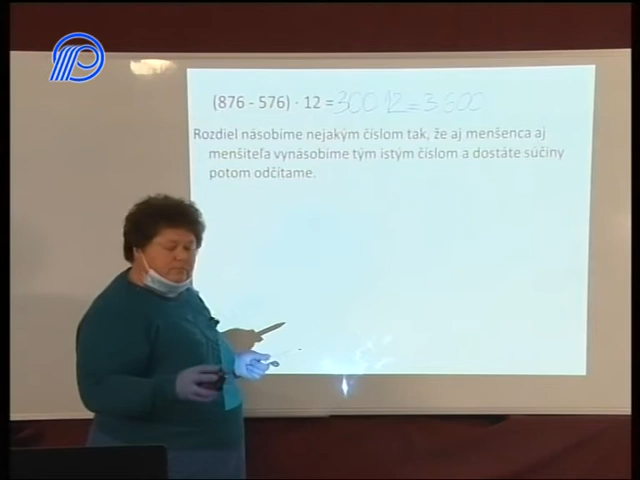 (876 - 576) · 12 = 300 12 = 3 600
Rozdiel násobíme nejakým číslom tak, že aj menšenca aj
menšiteľa vynásobíme tým istým číslom a dostáte súčiny
potom odčítame.